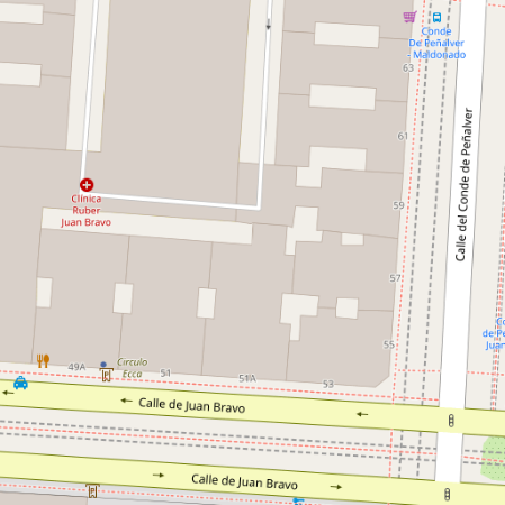 Conde
De Peñalver
- Maldonado
63
61
Calle del Conde de Peñalver
Clínica
Ruber
Juan Bravo
59
57
55
Circulo
Ecca
49A
51
51A
53
Calle de Juan Bravo
Calle de Juan Bravo